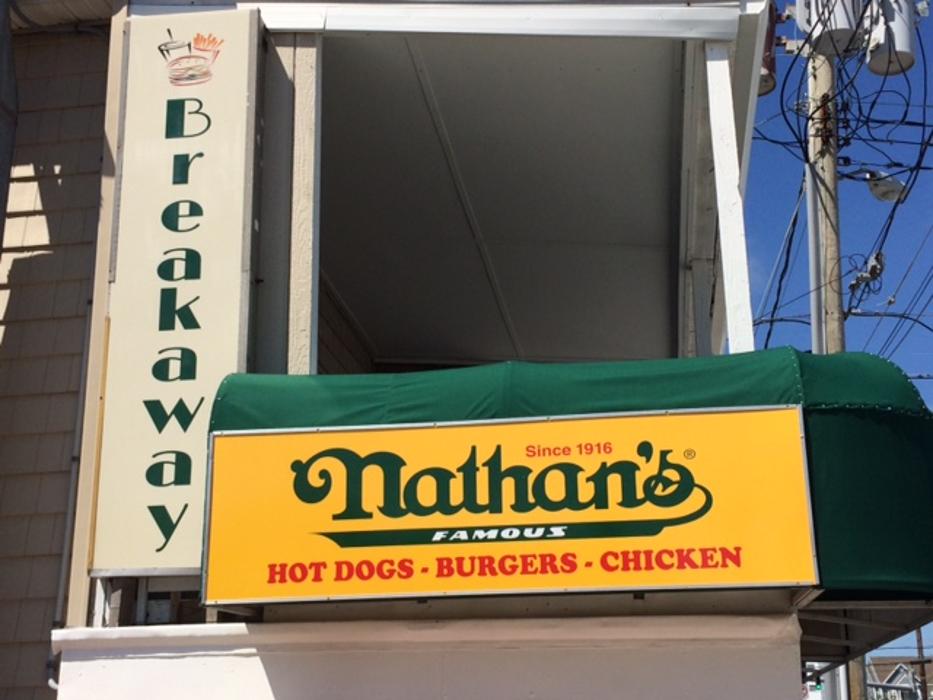 Breakaway
Since 1916
Nathan's®
FAMOUS
HOT DOGS - BURGERS - CHICKEN